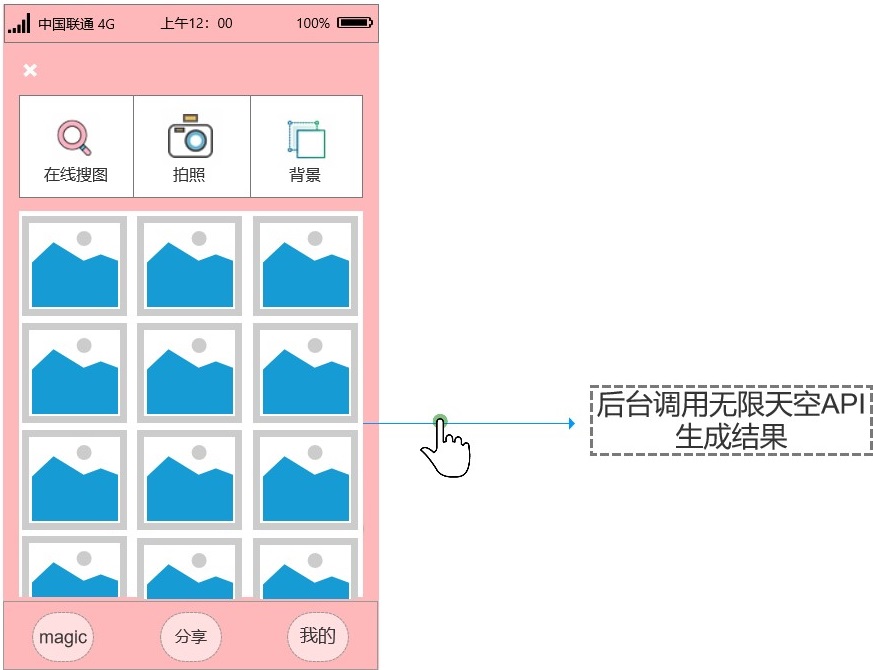 中国联通 4G 上午12：00 100%
在线搜图 拍照 背景
后台调用无限天空API
生成结果
magic 分享 我的